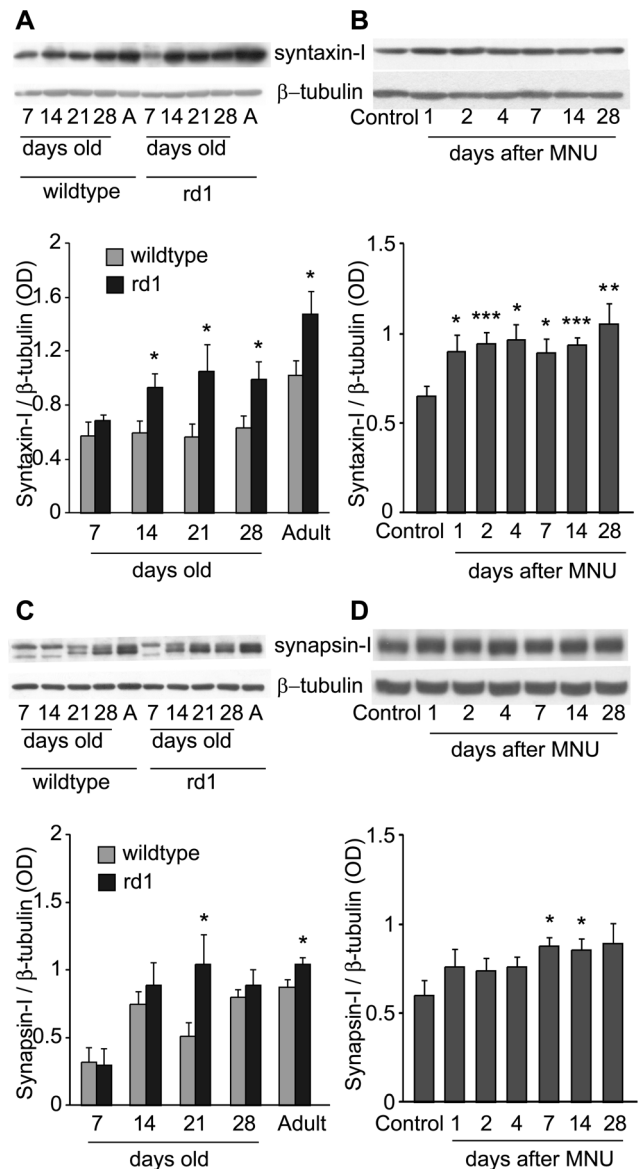 A
syntaxin-I
β–tubulin
7 14 21 28 A 7 14 21 28 A
days old days old
wildtype rd1
B
Control 1 2 4 7 14 28
days after MNU
Syntaxin-I / β-tubulin (OD)
2
1.6
1.2
0.8
0.4
0
wildtype
rd1
* * * *
7 14 21 28 Adult
days old
Syntaxin-I / β-tubulin (OD)
1.5
1
0.5
0
* *** * * *** **
Control 1 2 4 7 14 28
days after MNU
C
synapsin-I
β–tubulin
7 14 21 28 A 7 14 21 28 A
days old days old
wildtype rd1
D
Control 1 2 4 7 14 28
days after MNU
Synapsin-I / β-tubulin (OD)
2
1.5
1
0.5
0
wildtype
rd1
* *
7 14 21 28 Adult
days old
Synapsin-I / β-tubulin (OD)
1.5
1
0.5
0
* *
Control 1 2 4 7 14 28
days after MNU